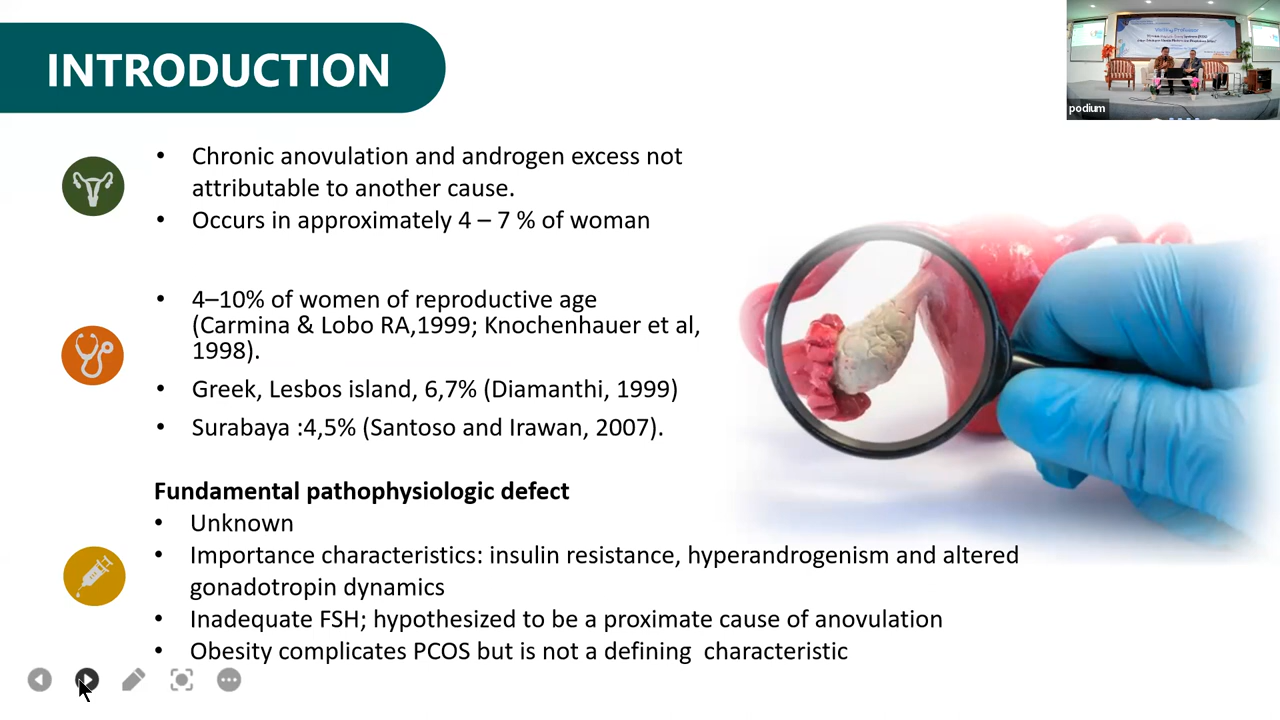 INTRODUCTION
podium
• Chronic anovulation and androgen excess not
attributable to another cause.
• Occurs in approximately 4 – 7 % of woman
• 4–10% of women of reproductive age
(Carmina & Lobo RA,1999; Knochenhauer et al,
1998).
• Greek, Lesbos island, 6,7% (Diamanthi, 1999)
• Surabaya :4,5% (Santoso and Irawan, 2007).
Fundamental pathophysiologic defect
• Unknown
• Importance characteristics: insulin resistance, hyperandrogenism and altered
gonadotropin dynamics
• Inadequate FSH; hypothesized to be a proximate cause of anovulation
• Obesity complicates PCOS but is not a defining  characteristic